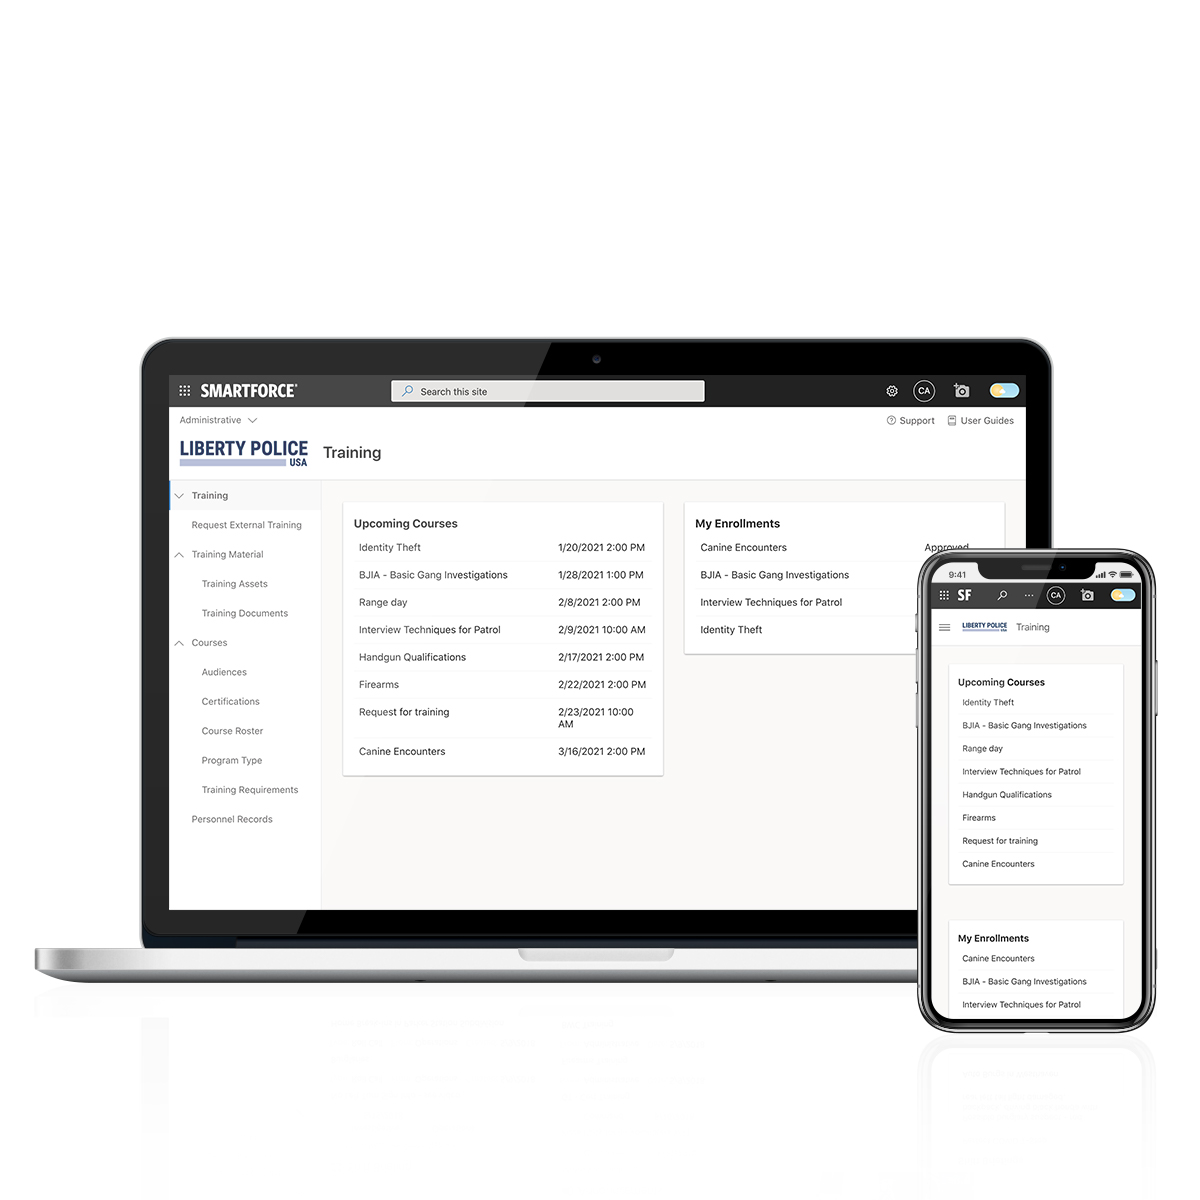 SMARTFORCE®
Search this site
CA
Administrative
Support
User Guides
LIBERTY POLICE
USA
Training
Training
Request External Training
Training Material
Training Assets
Training Documents
Courses
Audiences
Certifications
Course Roster
Program Type
Training Requirements
Personnel Records
Upcoming Courses
Identity Theft 1/20/2021 2:00 PM
BJIA - Basic Gang Investigations 1/28/2021 1:00 PM
Range day 2/8/2021 2:00 PM
Interview Techniques for Patrol 2/9/2021 10:00 AM
Handgun Qualifications 2/17/2021 2:00 PM
Firearms 2/22/2021 2:00 PM
Request for training 2/23/2021 10:00
AM
Canine Encounters 3/16/2021 2:00 PM
My Enrollments
Canine Encounters Approved
BJIA - Basic Gang Investigations
Interview Techniques for Patrol
Identity Theft
9:41
SF
CA
LIBERTY POLICE
USA
Training
Upcoming Courses
Identity Theft
BJIA - Basic Gang Investigations
Range day
Interview Techniques for Patrol
Handgun Qualifications
Firearms
Request for training
Canine Encounters
My Enrollments
Canine Encounters
BJIA - Basic Gang Investigations
Interview Techniques for Patrol